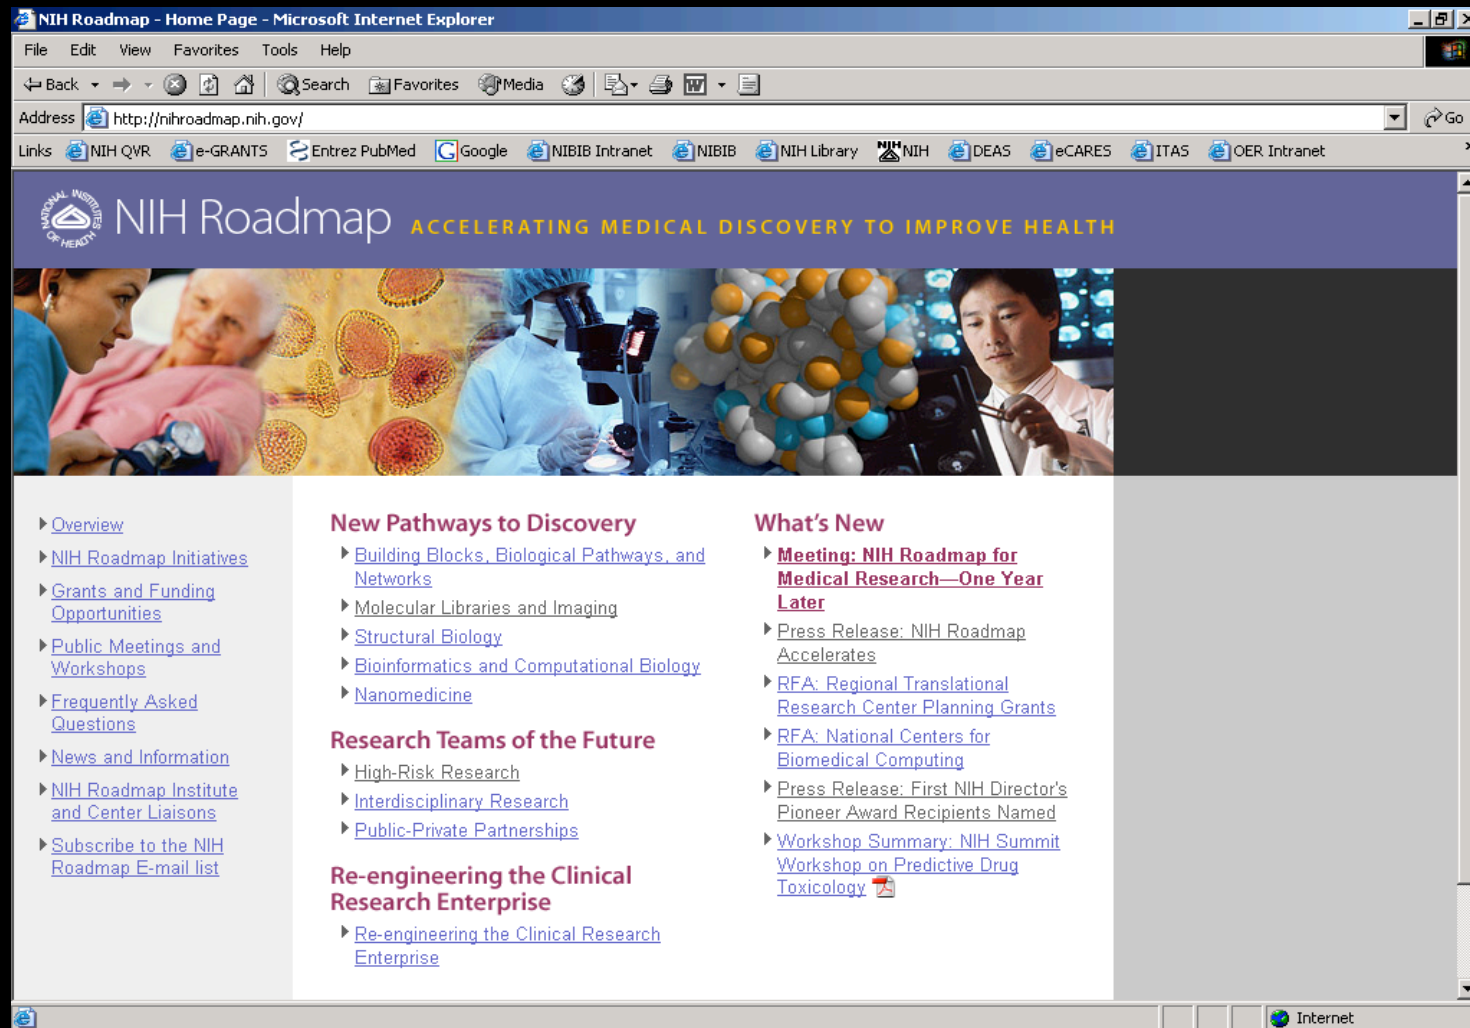 NIH Roadmap - Home Page - Microsoft Internet Explorer
File Edit View Favorites Tools Help
Back Search Favorites Media
Address http://nihroadmap.nih.gov/ Go
Links NIH QVR e-GRANTS Entrez PubMed Google NIBIB Intranet NIBIB NIH Library NIH DEAS eCARES ITAS OER Intranet
NATIONAL INSTITUTES OF HEALTH
NIH Roadmap ACCELERATING MEDICAL DISCOVERY TO IMPROVE HEALTH
Overview
NIH Roadmap Initiatives
Grants and Funding
Opportunities
Public Meetings and
Workshops
Frequently Asked
Questions
News and Information
NIH Roadmap Institute
and Center Liaisons
Subscribe to the NIH
Roadmap E-mail list
New Pathways to Discovery
Building Blocks, Biological Pathways, and
Networks
Molecular Libraries and Imaging
Structural Biology
Bioinformatics and Computational Biology
Nanomedicine
Research Teams of the Future
High-Risk Research
Interdisciplinary Research
Public-Private Partnerships
Re-engineering the Clinical
Research Enterprise
Re-engineering the Clinical Research
Enterprise
What's New
Meeting: NIH Roadmap for
Medical Research—One Year
Later
Press Release: NIH Roadmap
Accelerates
RFA: Regional Translational
Research Center Planning Grants
RFA: National Centers for
Biomedical Computing
Press Release: First NIH Director's
Pioneer Award Recipients Named
Workshop Summary: NIH Summit
Workshop on Predictive Drug
Toxicology
Internet